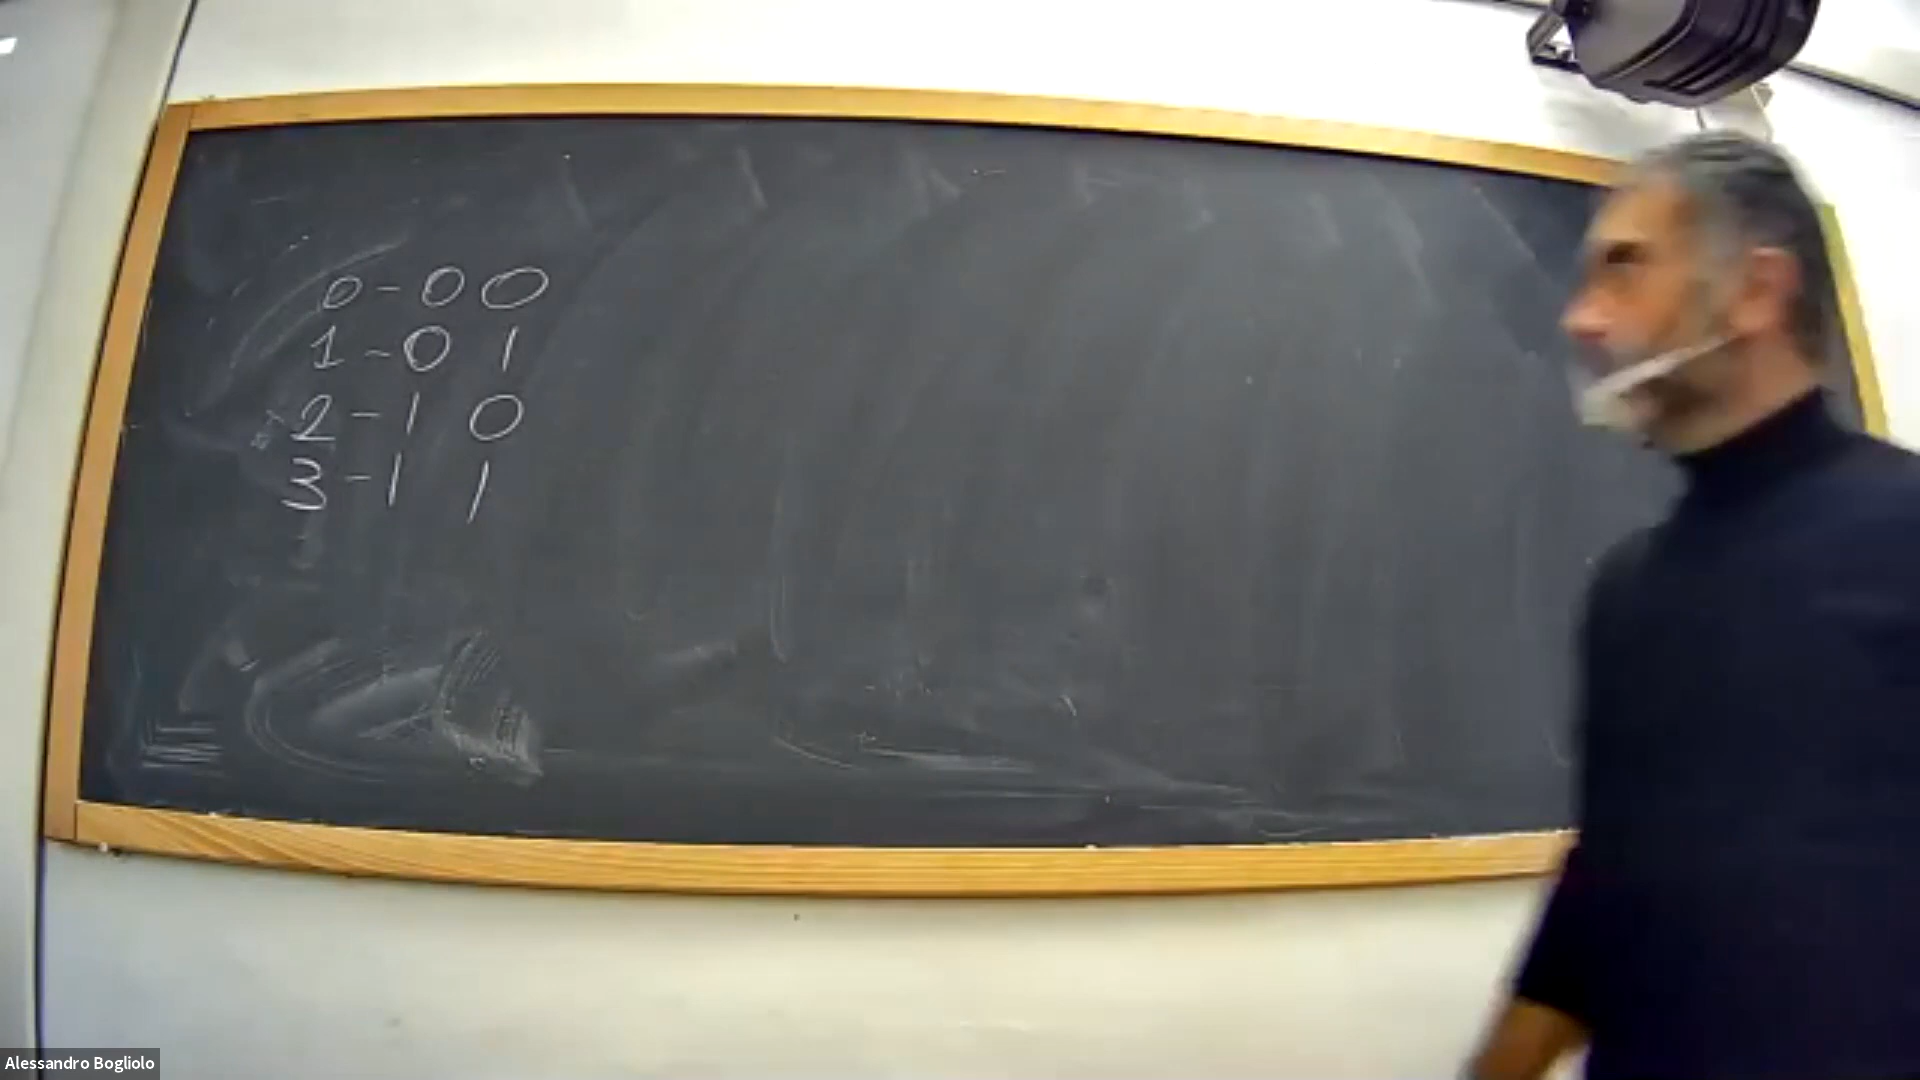 0 - 0 0
1 - 0 1
2 - 1 0
3 - 1 1
Alessandro Bogliolo